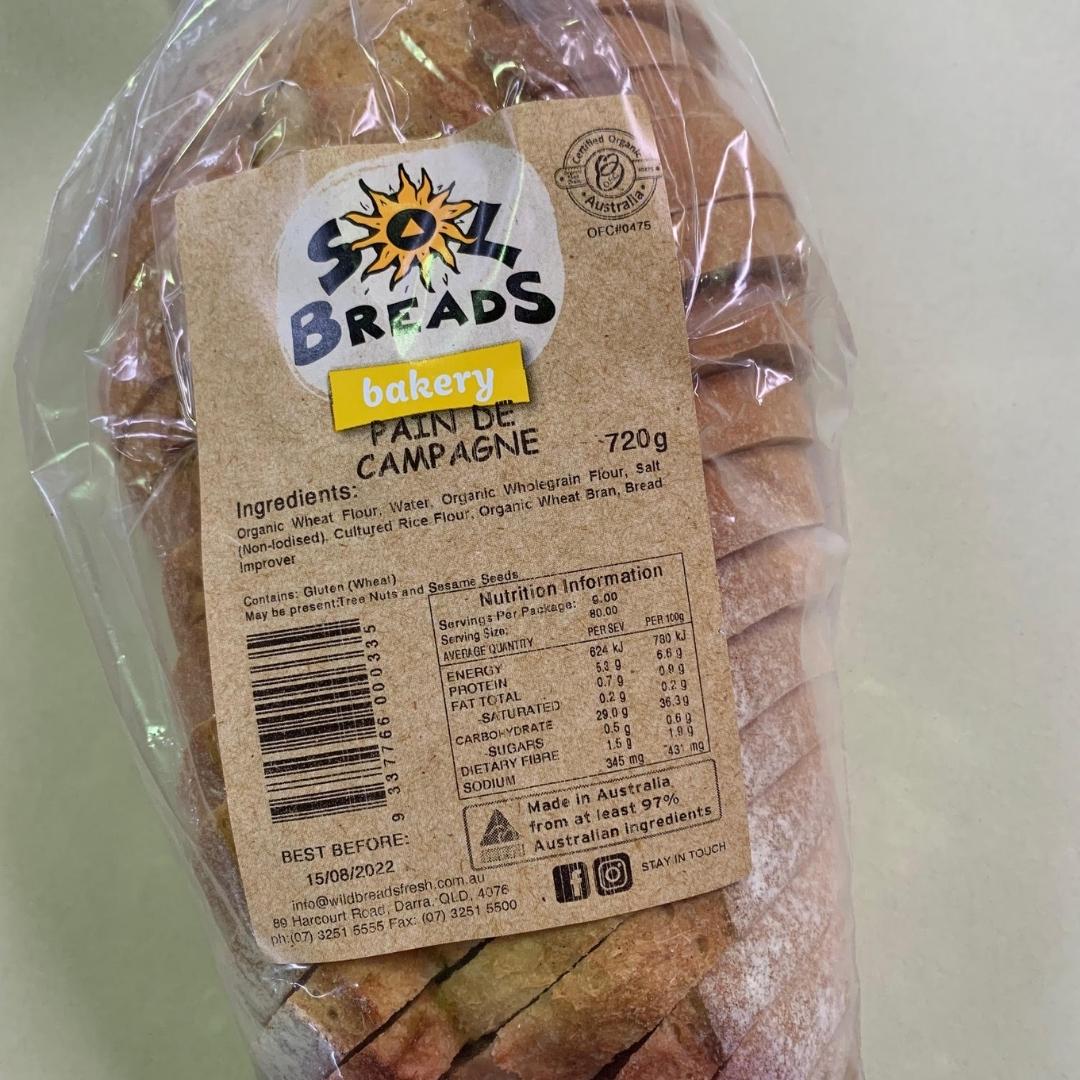 Certified Organic
Australia
OFC#0475
SOL
BREADS
bakery
PAIN DE
CAMPAGNE
720g
Ingredients:
Organic Wheat Flour, Water, Organic Wholegrain Flour, Salt
(Non-Iodised), Cultured Rice Flour, Organic Wheat Bran, Bread
Improver
Contains: Gluten (Wheat)
May be present:Tree Nuts and Sesame Seeds
Nutrition Information
Servings Per Package: 9.00
Serving Size: 80.00
AVERAGE QUANTITY PER SEV PER 100g
ENERGY 624 kJ 780 kJ
PROTEIN 5.3 g 6.6 g
FAT TOTAL 0.7 g 0.9 g
-SATURATED 0.2 g 0.2 g
CARBOHYDRATE 29.0 g 36.3 g
-SUGARS 0.5 g 0.6 g
DIETARY FIBRE 1.5 g 1.9 g
SODIUM 345 mg 431 mg
9 337766 000335
Made in Australia
from at least 97%
Australian ingredients
BEST BEFORE:
15/08/2022
info@wildbreadsfresh.com.au
89 Harcourt Road, Darra, QLD, 4076
ph:(07) 3251 5555 Fax: (07) 3251 5500
STAY IN TOUCH